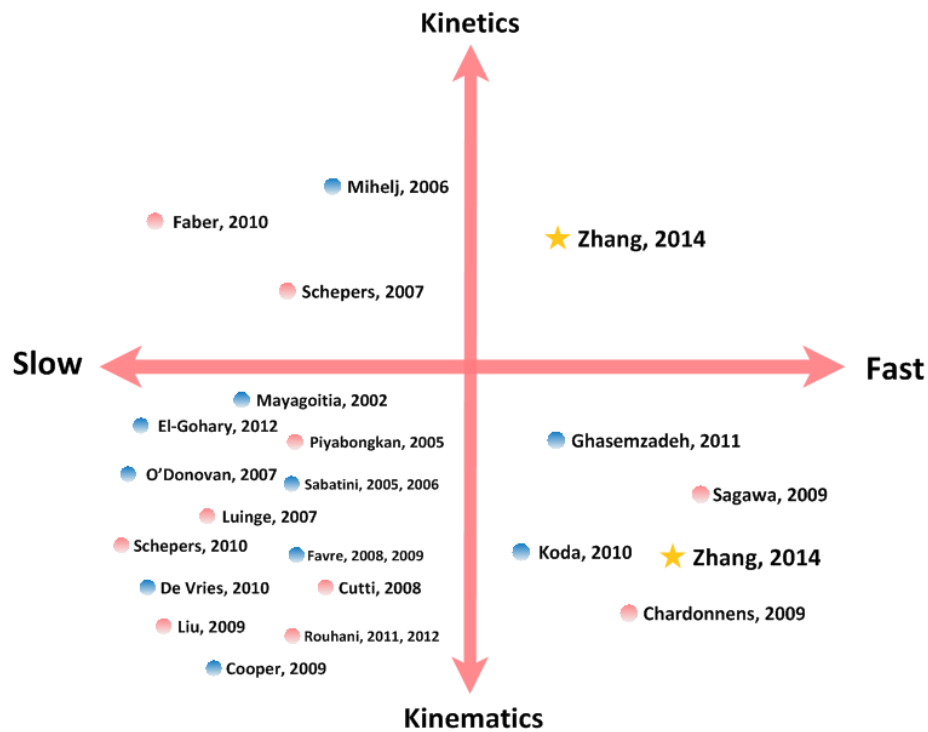 Kinetics
Mihelj, 2006
Faber, 2010
Zhang, 2014
Schepers, 2007
Slow
Fast
Mayagoitia, 2002
El-Gohary, 2012
Piyabongkan, 2005
Ghasemzadeh, 2011
O’Donovan, 2007
Sabatini, 2005, 2006
Sagawa, 2009
Luinge, 2007
Schepers, 2010
Favre, 2008, 2009
Koda, 2010
Zhang, 2014
De Vries, 2010
Cutti, 2008
Chardonnens, 2009
Liu, 2009
Rouhani, 2011, 2012
Cooper, 2009
Kinematics